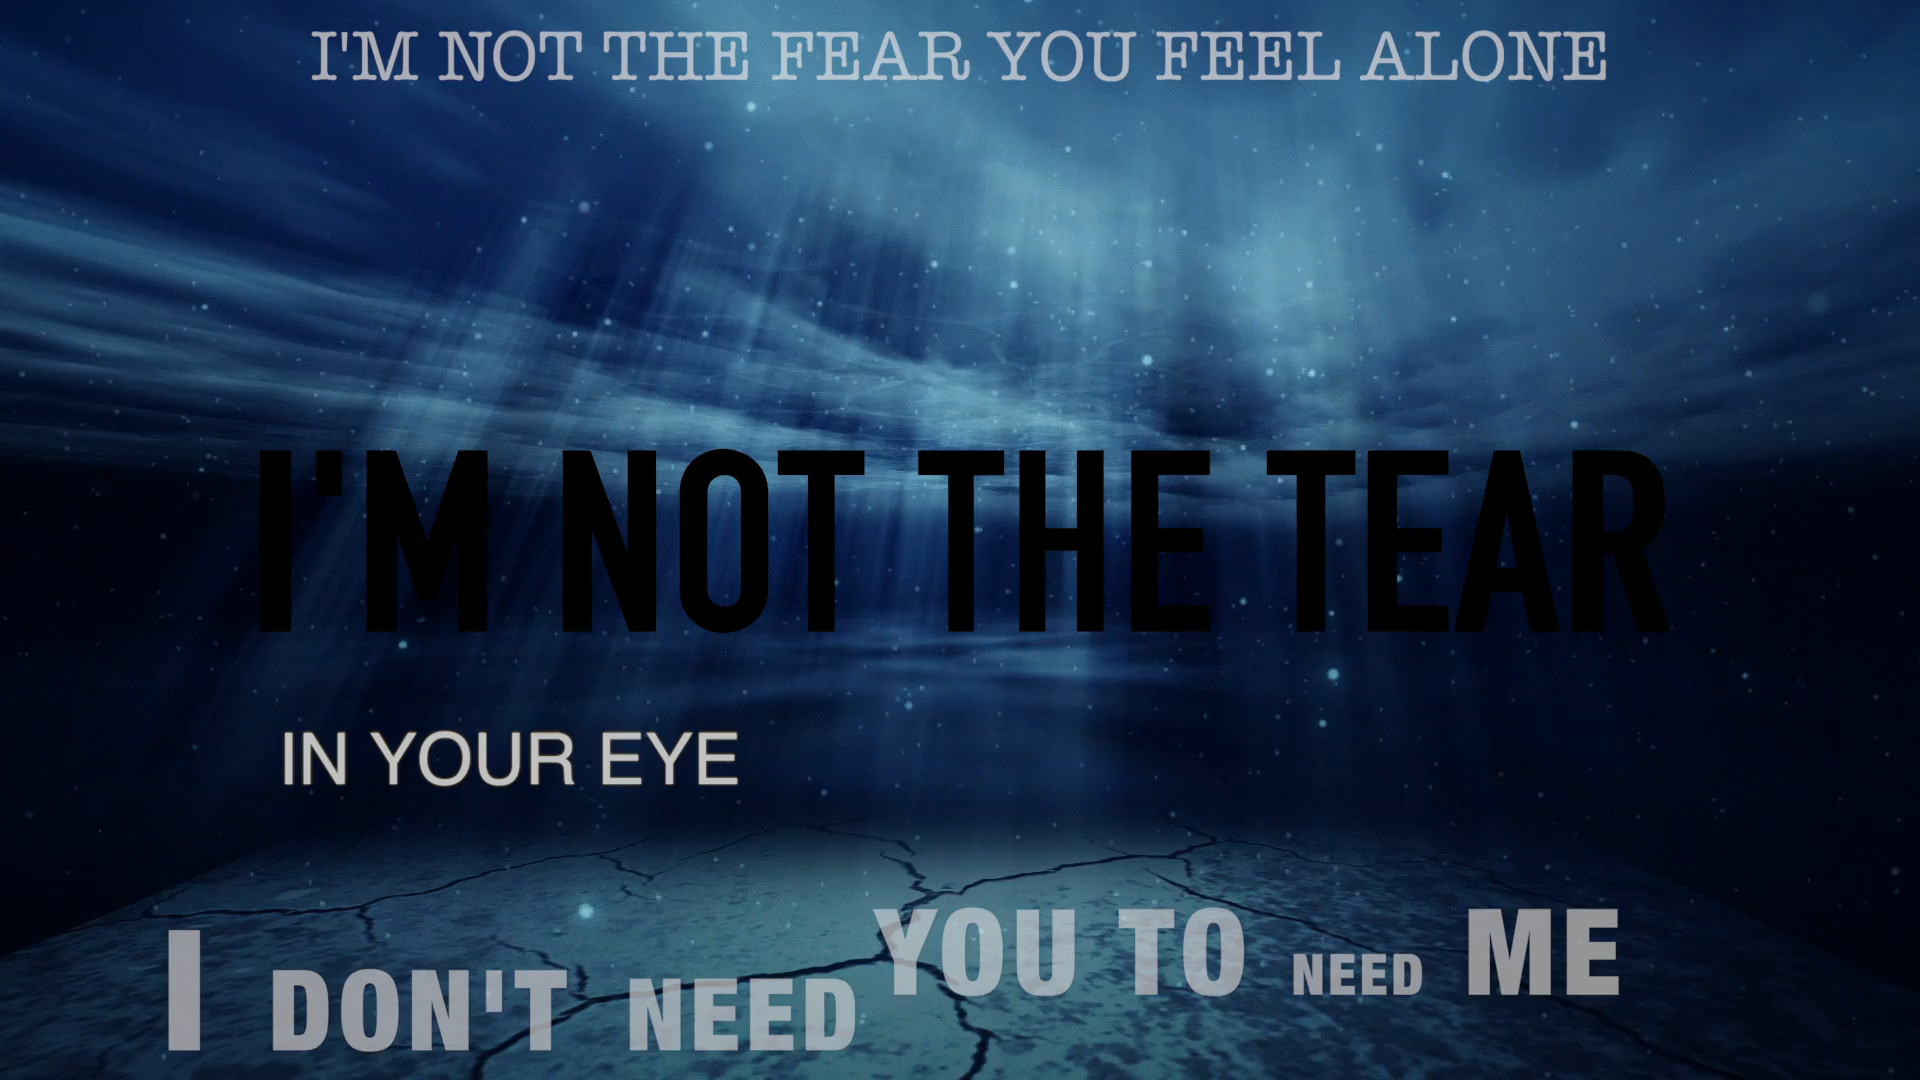 I'M NOT THE FEAR YOU FEEL ALONE
I'M NOT THE TEAR
IN YOUR EYE
I DON'T NEED YOU TO NEED ME